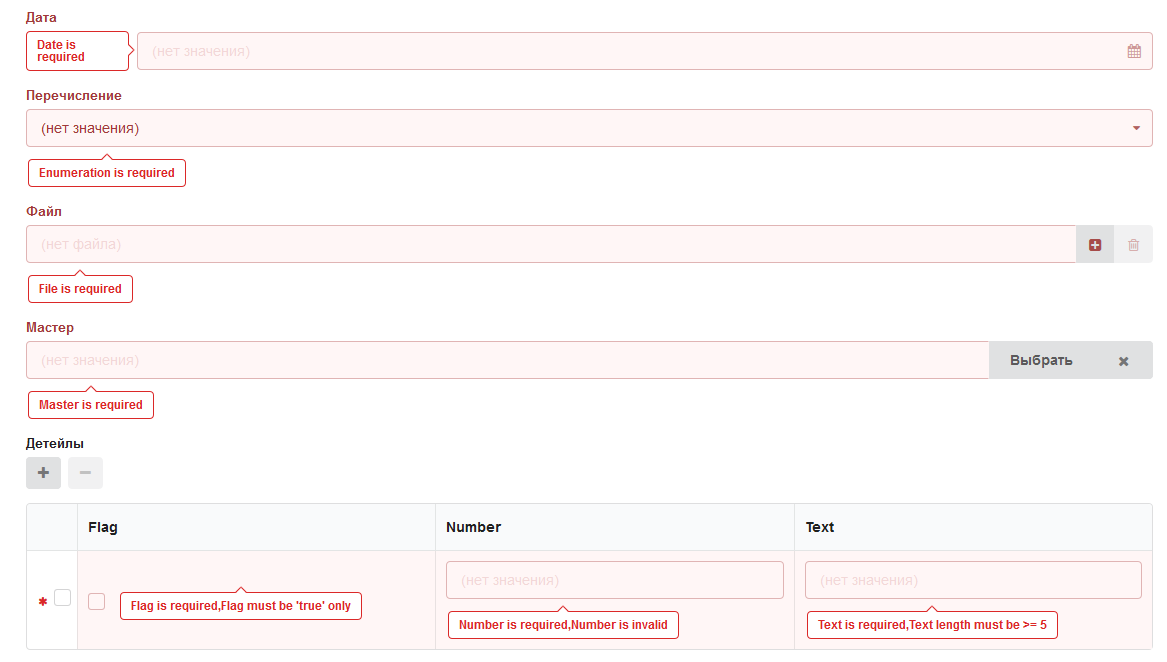 Дата
Date is
required
(нет значения)
Перечисление
(нет значения)
Enumeration is required
Файл
(нет файла)
File is required
Мастер
(нет значения)
Выбрать
Master is required
Детейлы
Flag
Number
Text
Flag is required,Flag must be 'true' only
(нет значения)
Number is required,Number is invalid
(нет значения)
Text is required,Text length must be >= 5